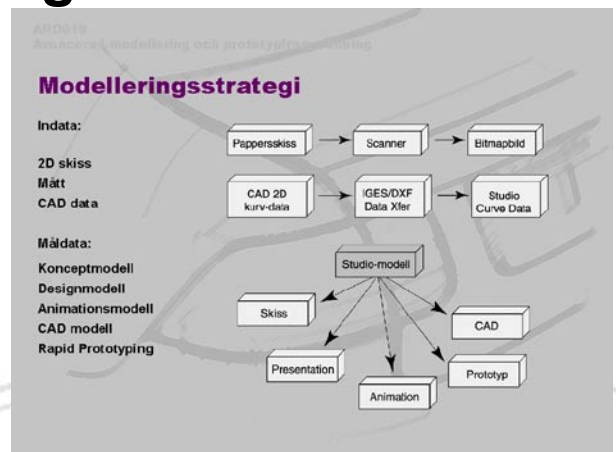 ARD019
Avancerad modellering och prototypframställning
Modelleringsstrategi
Indata:
2D skiss
Mått
CAD data
Pappersskiss
Scanner
Bitmapbild
CAD 2D
kurv-data
IGES/DXF
Data Xfer
Studio
Curve Data
Måldata:
Konceptmodell
Designmodell
Animationsmodell
CAD modell
Rapid Prototyping
Studio-modell
Skiss
Presentation
Animation
Prototyp
CAD